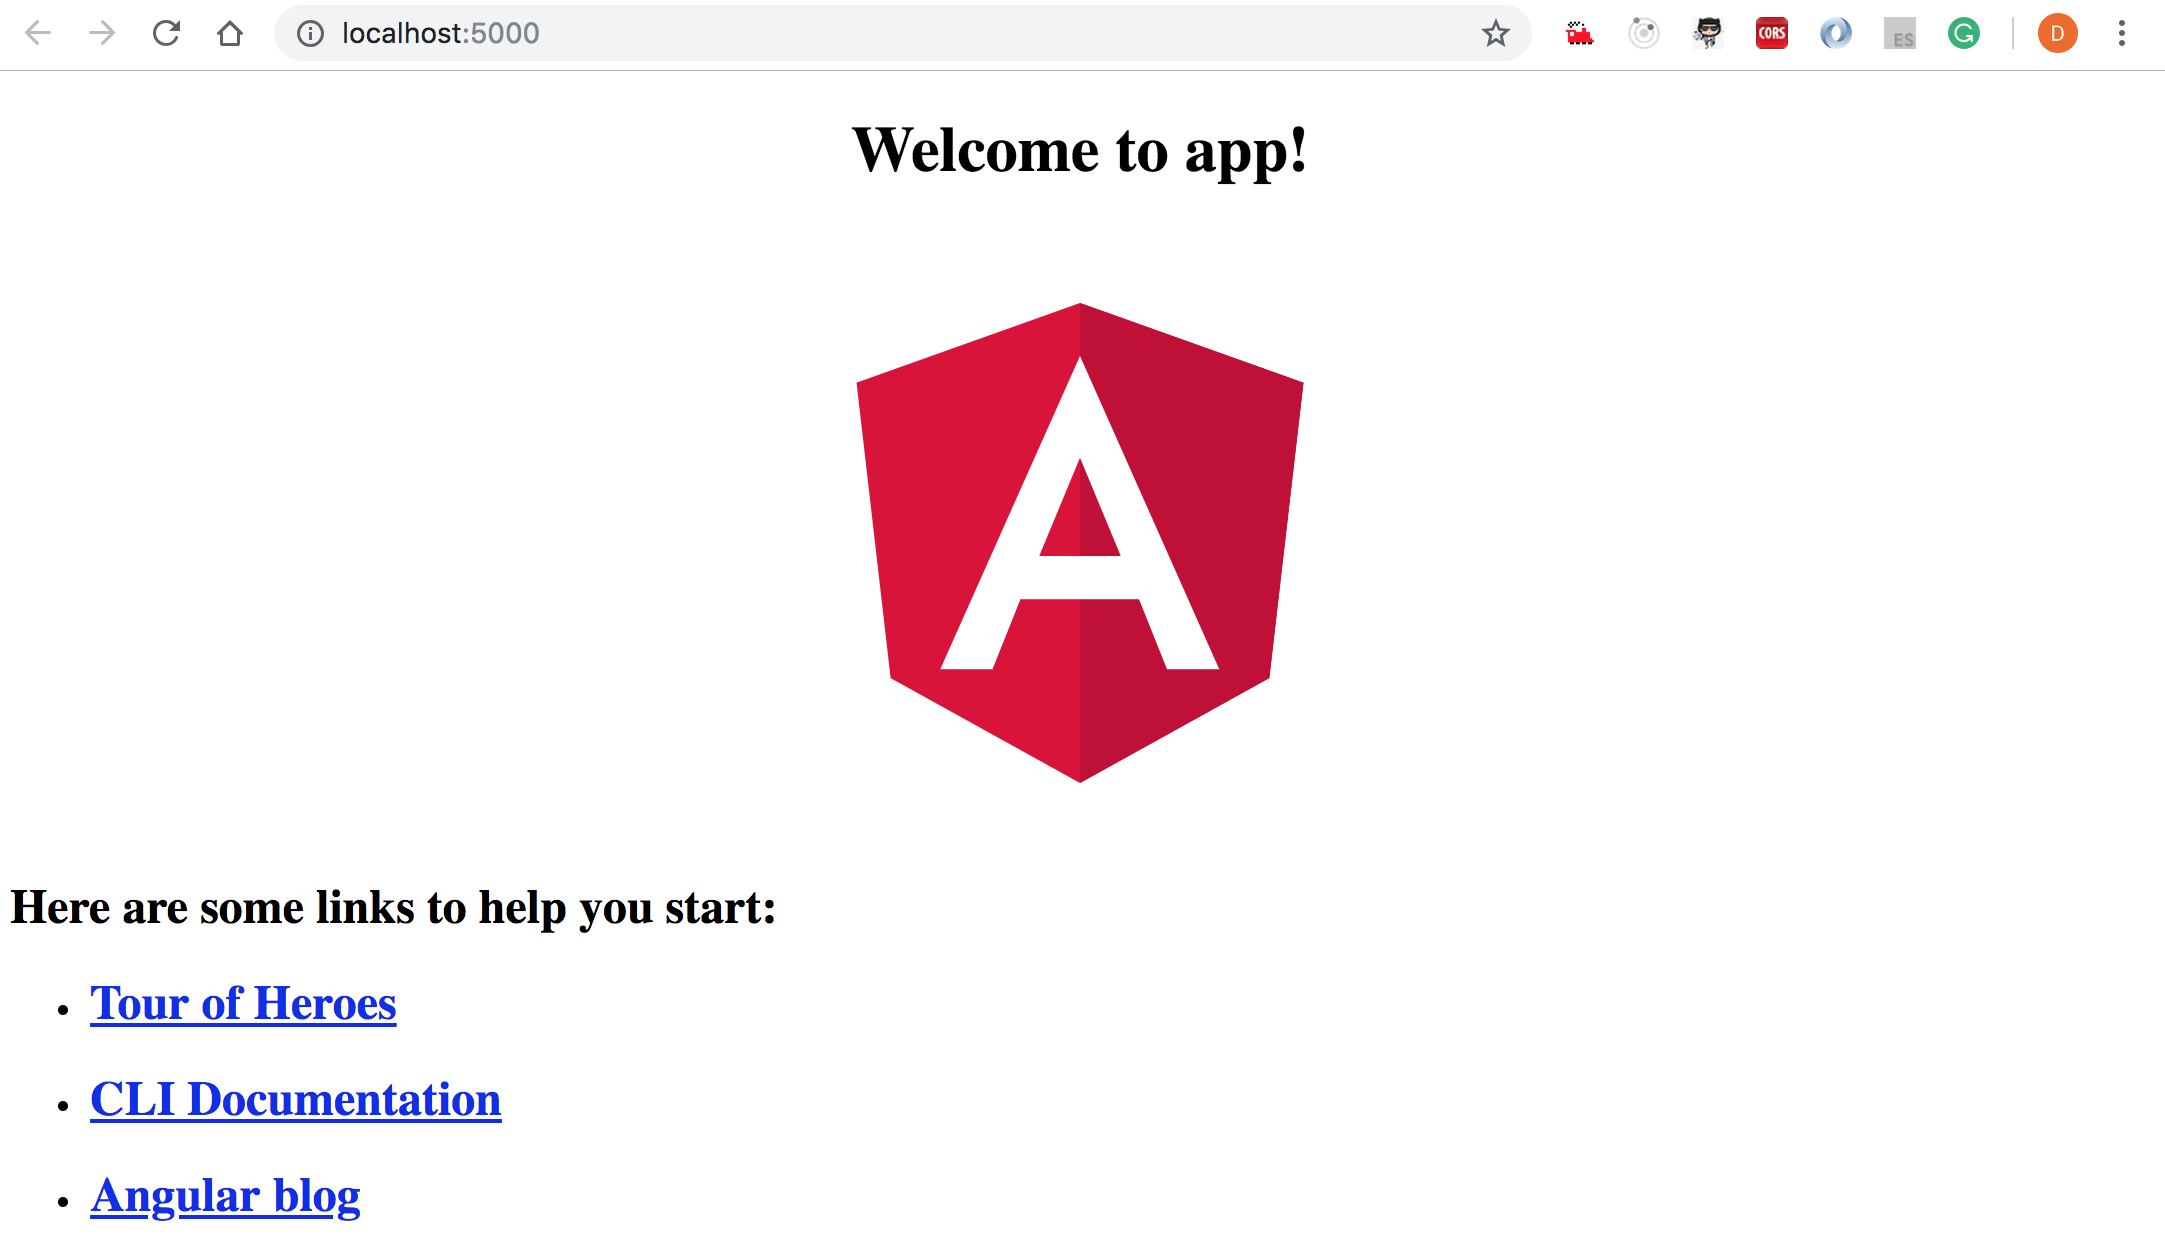 localhost:5000
CORS
ES
G
D
Welcome to app!
A
Here are some links to help you start:
Tour of Heroes
CLI Documentation
Angular blog